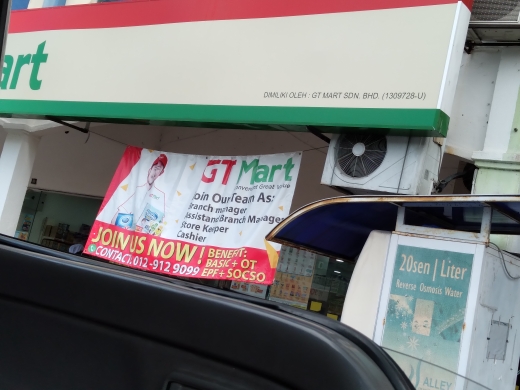 art
DIMILIKI OLEH : GT MART SDN. BHD. (1309728-U)
GT Mart
Join Our Team As:
Branch manager
Assistant Branch Manager
Store Keeper
Cashier
JOIN US NOW !
CONTACT: 012-912 9099
BENEFIT:
BASIC + OT
EPF + SOCSO
20sen | Liter
Reverse Osmosis Water
ALLEY